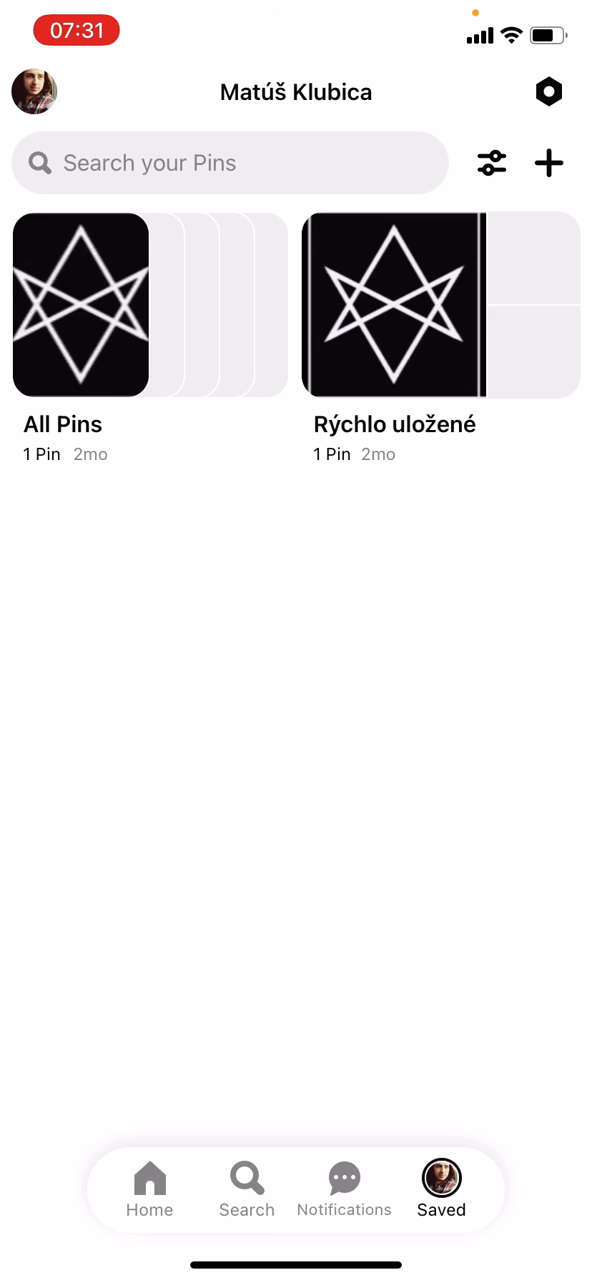 07:31
Matúš Klubica
Search your Pins
All Pins
1 Pin 2mo
Rýchlo uložené
1 Pin 2mo
Home
Search
Notifications
Saved